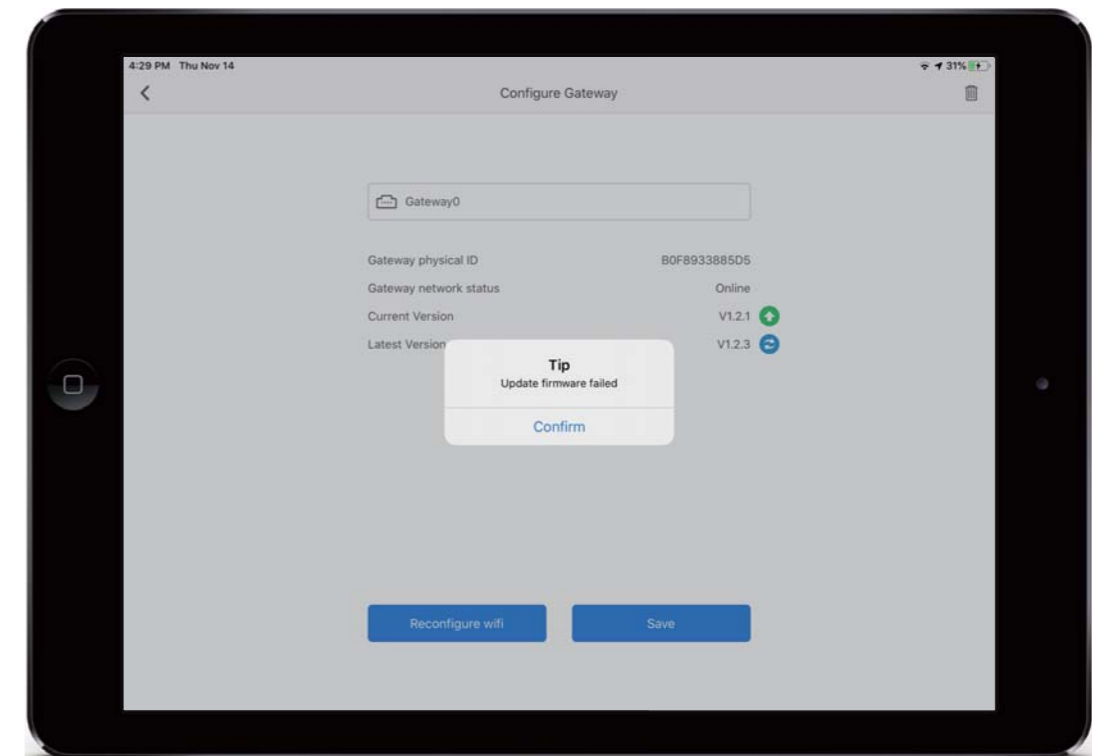 4:29 PM Thu Nov 14
31%
Configure Gateway
Gateway0
Gateway physical ID B0F8933885D5
Gateway network status Online
Current Version V1.2.1
Latest Version V1.2.3
Tip
Update firmware failed
Confirm
Reconfigure wifi Save